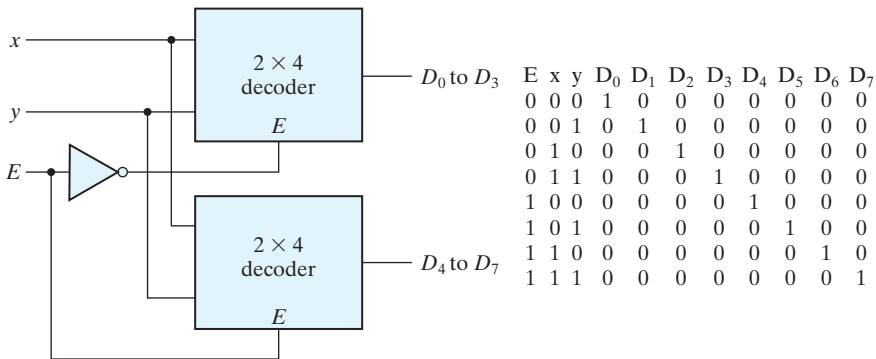 x
y
E
2 × 4
decoder
E
D₀ to D₃
2 × 4
decoder
E
D₄ to D₇
E x y D₀ D₁ D₂ D₃ D₄ D₅ D₆ D₇
0 0 0 1 0 0 0 0 0 0 0
0 0 1 0 1 0 0 0 0 0 0
0 1 0 0 0 1 0 0 0 0 0
0 1 1 0 0 0 1 0 0 0 0
1 0 0 0 0 0 0 1 0 0 0
1 0 1 0 0 0 0 0 1 0 0
1 1 0 0 0 0 0 0 0 1 0
1 1 1 0 0 0 0 0 0 0 1